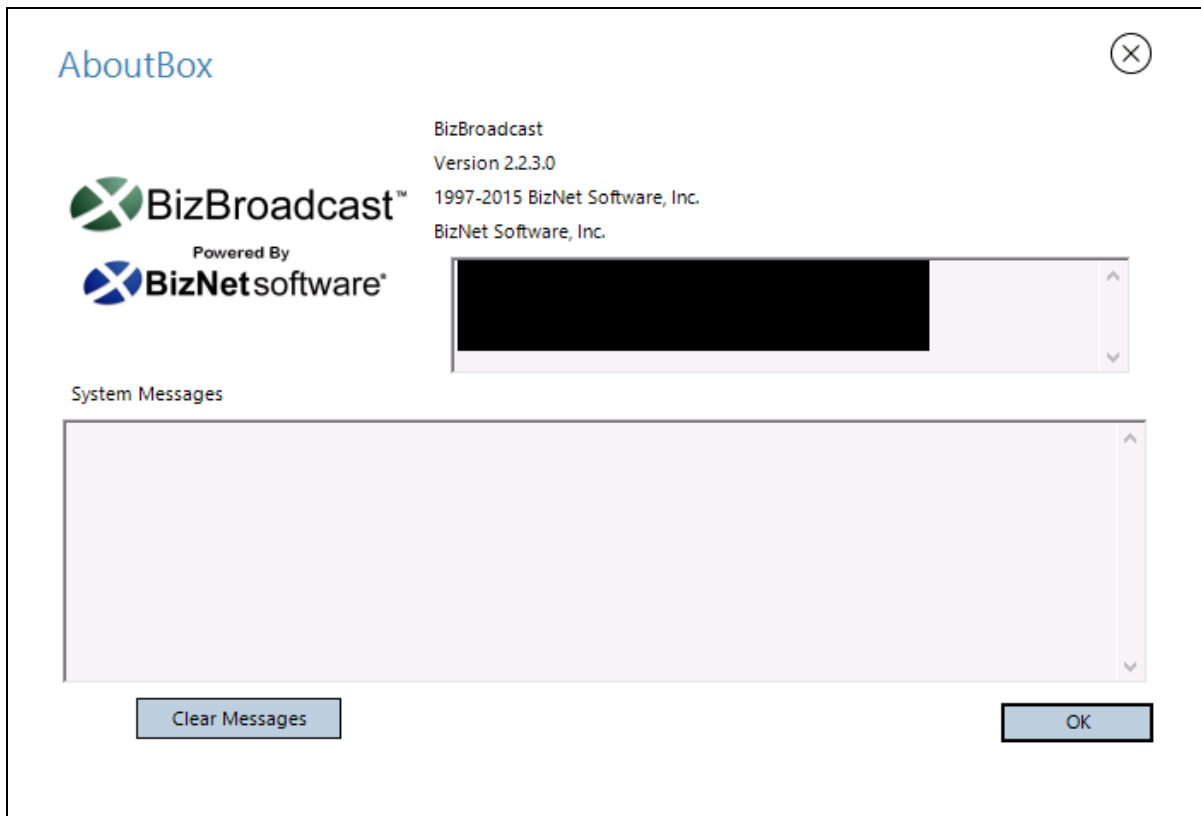 AboutBox
BizBroadcast
Version 2.2.3.0
1997-2015 BizNet Software, Inc.
BizNet Software, Inc.
BizBroadcast™
Powered By
BizNetsoftware®
System Messages
Clear Messages
OK